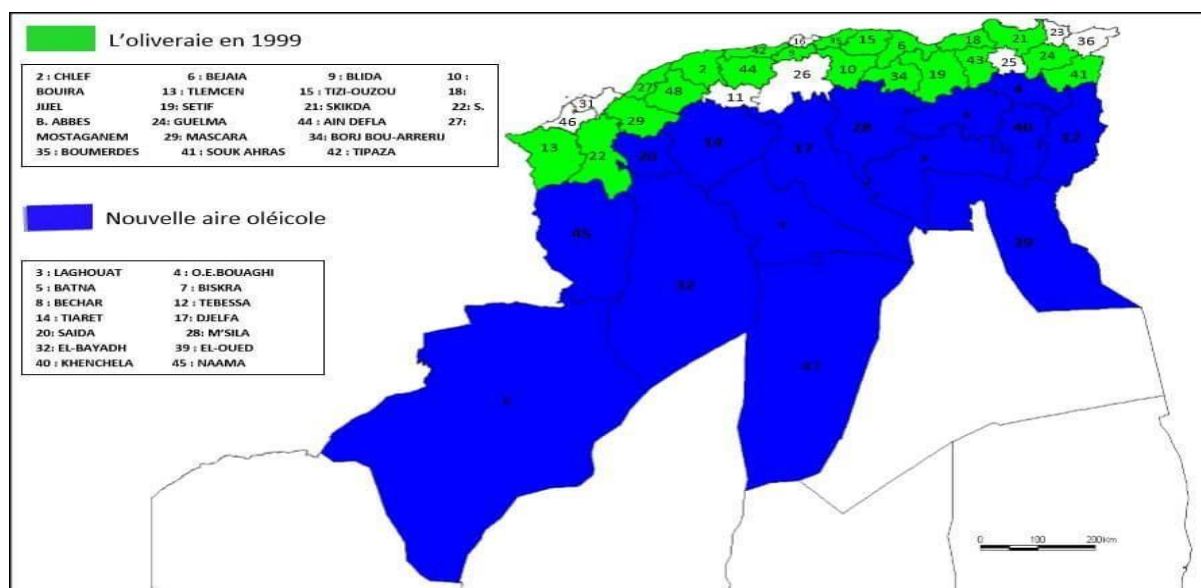 L'oliveraie en 1999
2 : CHLEF 6 : BEJAIA 9 : BLIDA 10 :
BOUIRA 13 : TLEMCEN 15 : TIZI-OUZOU 18 :
JIJEL 19: SETIF 21: SKIKDA 22: S.
B. ABBES 24: GUELMA 44 : AIN DEFLA 27:
MOSTAGANEM 29: MASCARA 34: BORJ BOU-ARRERIJ
35 : BOUMERDES 41 : SOUK AHRAS 42 : TIPAZA
Nouvelle aire oléicole
3 : LAGHOUAT 4 : O.E.BOUAGHI
5 : BATNA 7 : BISKRA
8 : BECHAR 12 : TEBESSA
14 : TIARET 17: DJELFA
20: SAIDA 28: M'SILA
32: EL-BAYADH 39 : EL-OUED
40 : KHENCHELA 45 : NAAMA
16 23 36
42 35 15 6 18 21
2 44 9 26 10 34 19 43 25 24 41
31 46 27 48 11 29
13 22 20 14 17 28 4 40 12
45 32 39
47
0 100 200 km